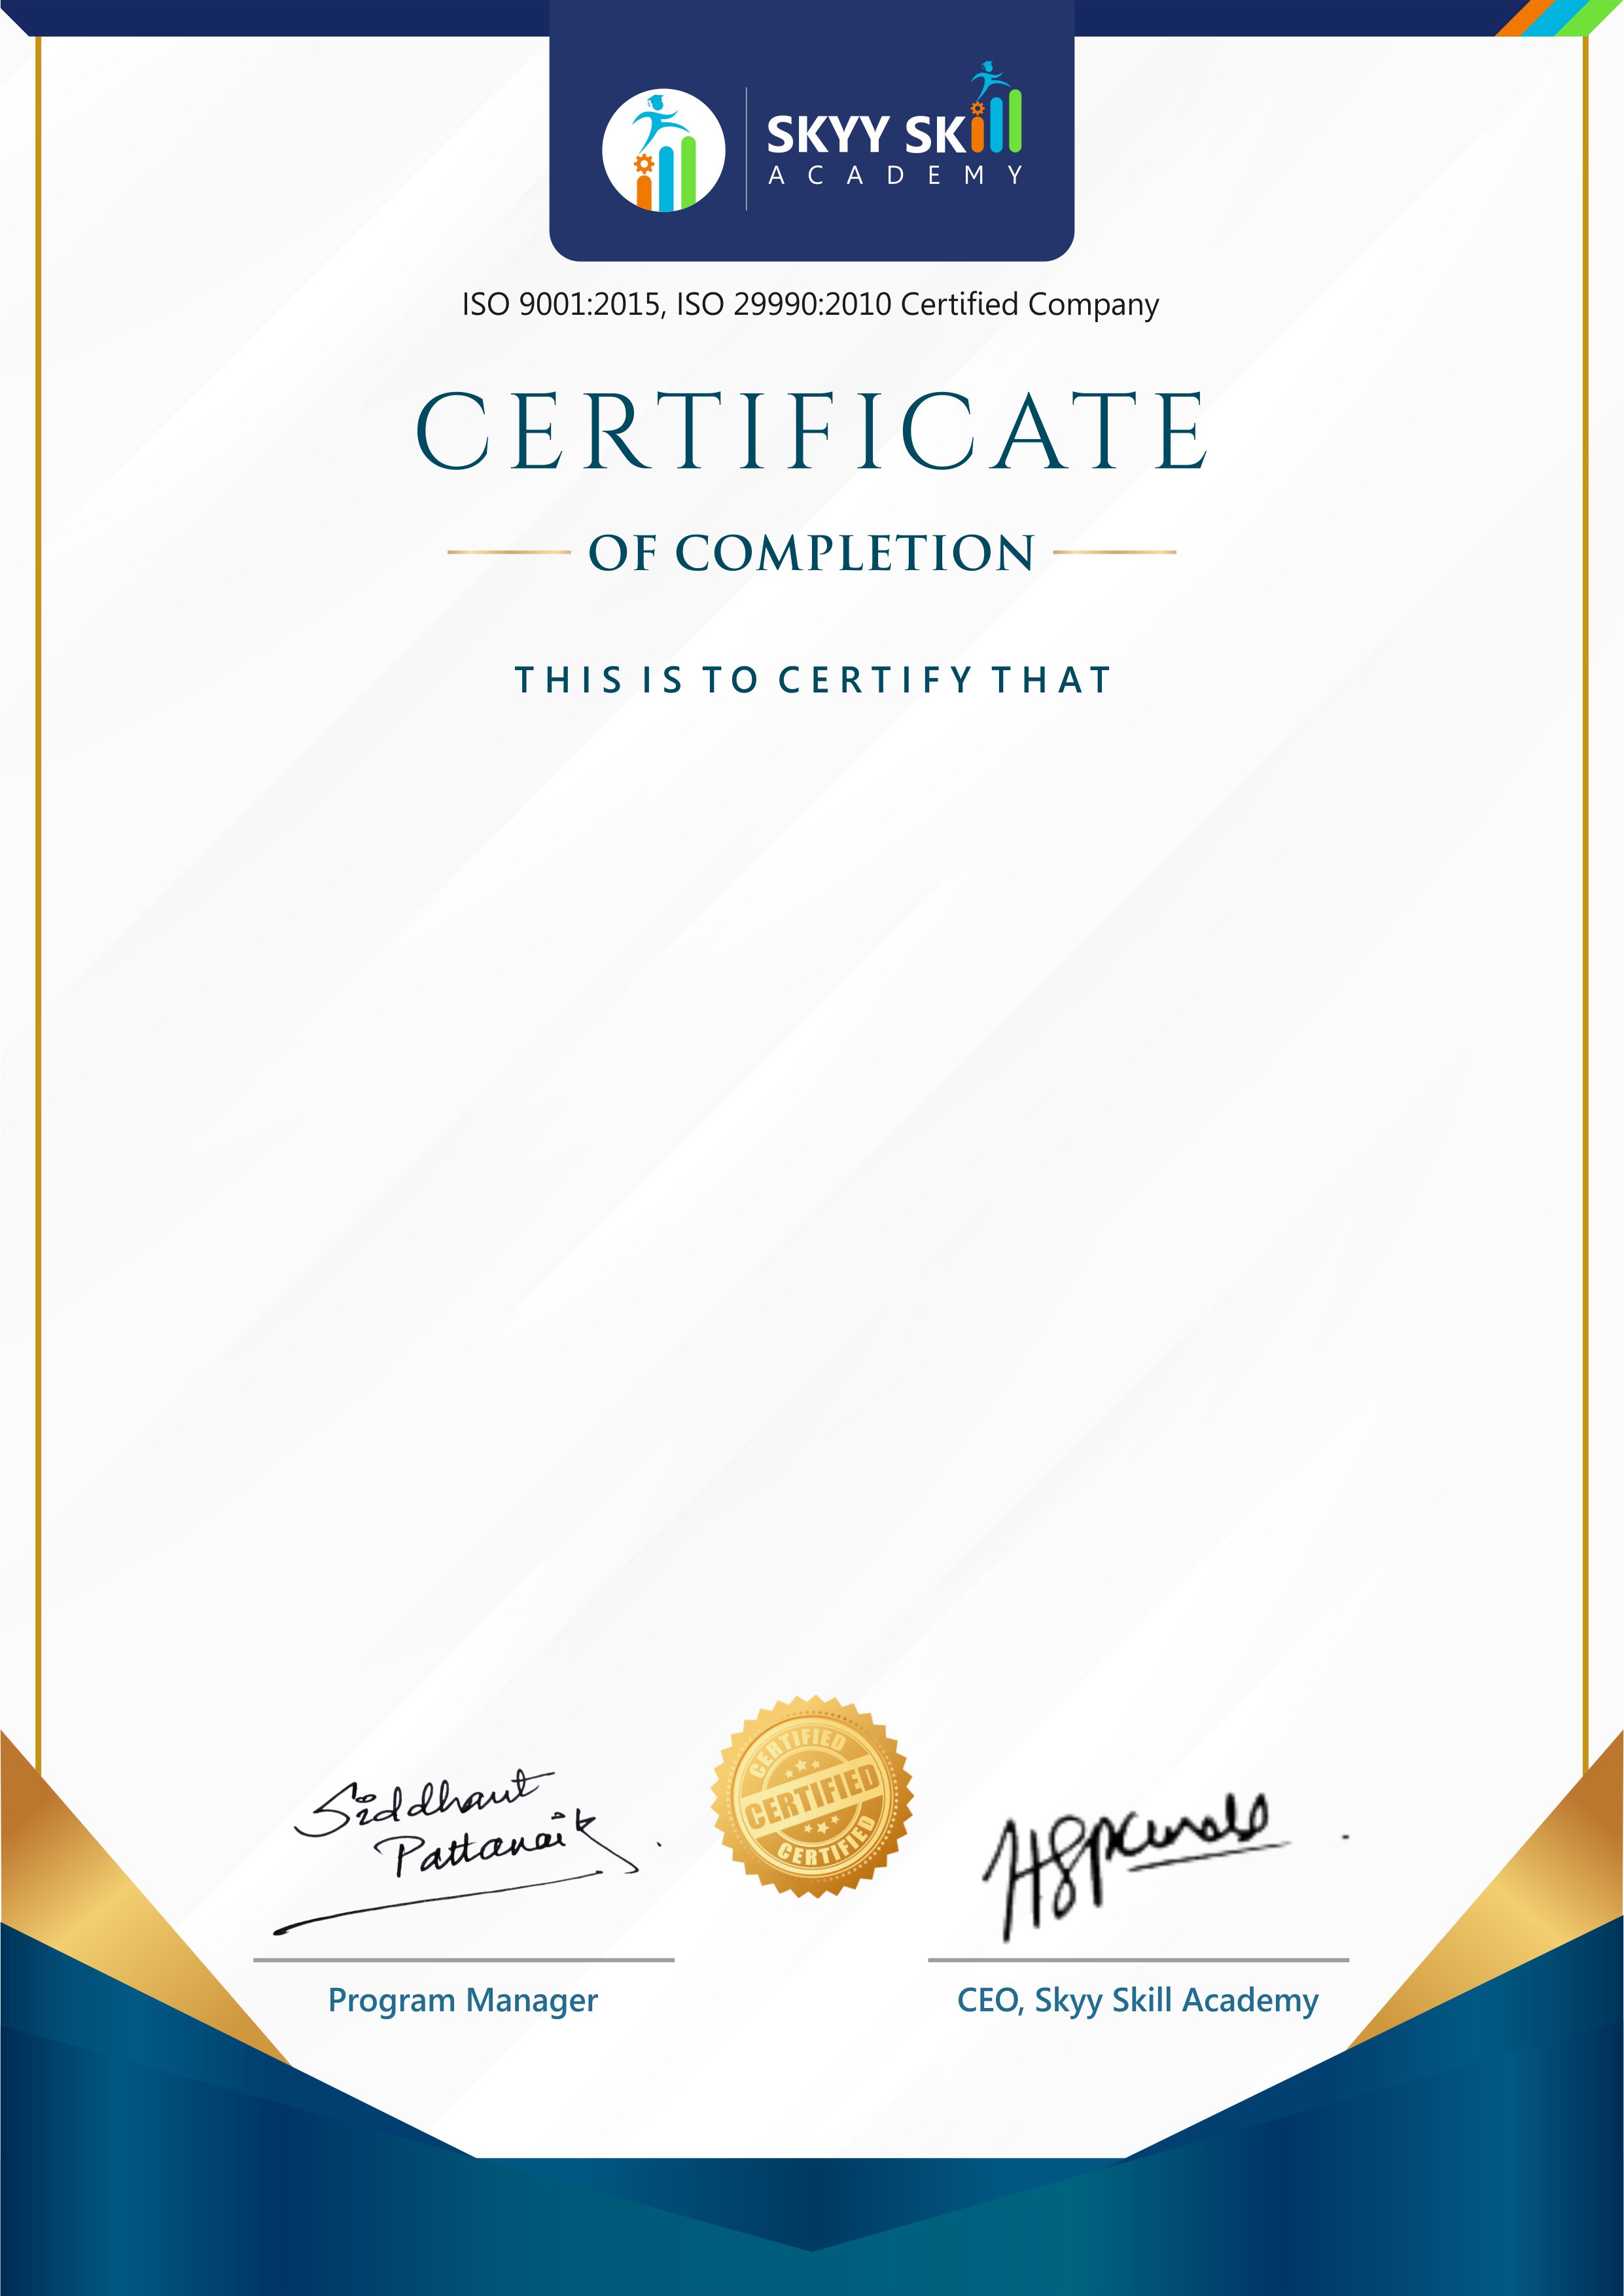 SKYY SKill
ACADEMY
ISO 9001:2015, ISO 29990:2010 Certified Company
CERTIFICATE
OF COMPLETION
THIS IS TO CERTIFY THAT
CERTIFIED
CERTIFIED
CERTIFIED
Siddhant
Pattanaik
Program Manager
CEO, Skyy Skill Academy